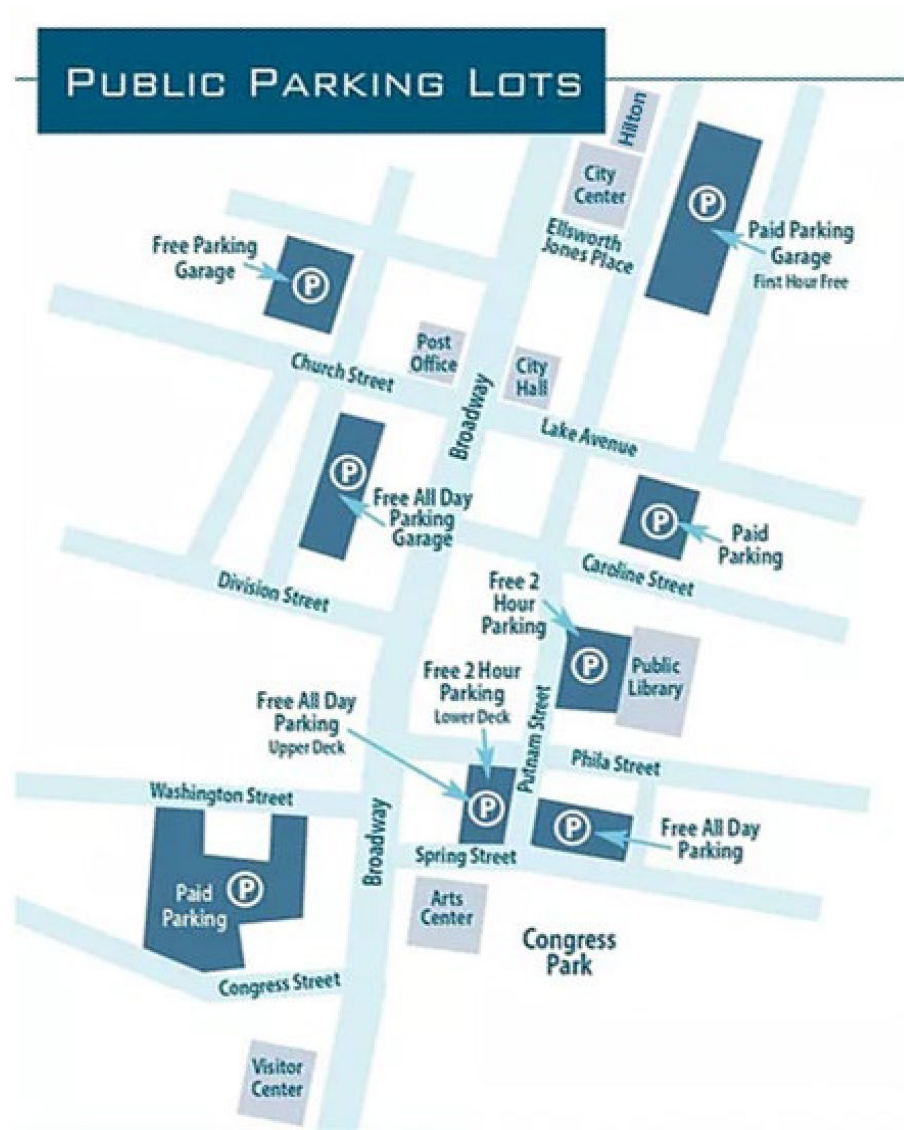 PUBLIC PARKING LOTS
Hilton
City
Center
Ellsworth
Jones Place
P
Paid Parking
Garage
First Hour Free
Free Parking
Garage
P
Post
Office
City
Hall
Church Street
Broadway
Lake Avenue
P
Free All Day
Parking
Garage
P
Paid
Parking
Division Street
Caroline Street
Free 2
Hour
Parking
P
Public
Library
Free 2 Hour
Parking
Lower Deck
Free All Day
Parking
Upper Deck
Putnam Street
Phila Street
Washington Street
P
P
Free All Day
Parking
Broadway
Spring Street
Paid
Parking
P
Arts
Center
Congress
Park
Congress Street
Visitor
Center